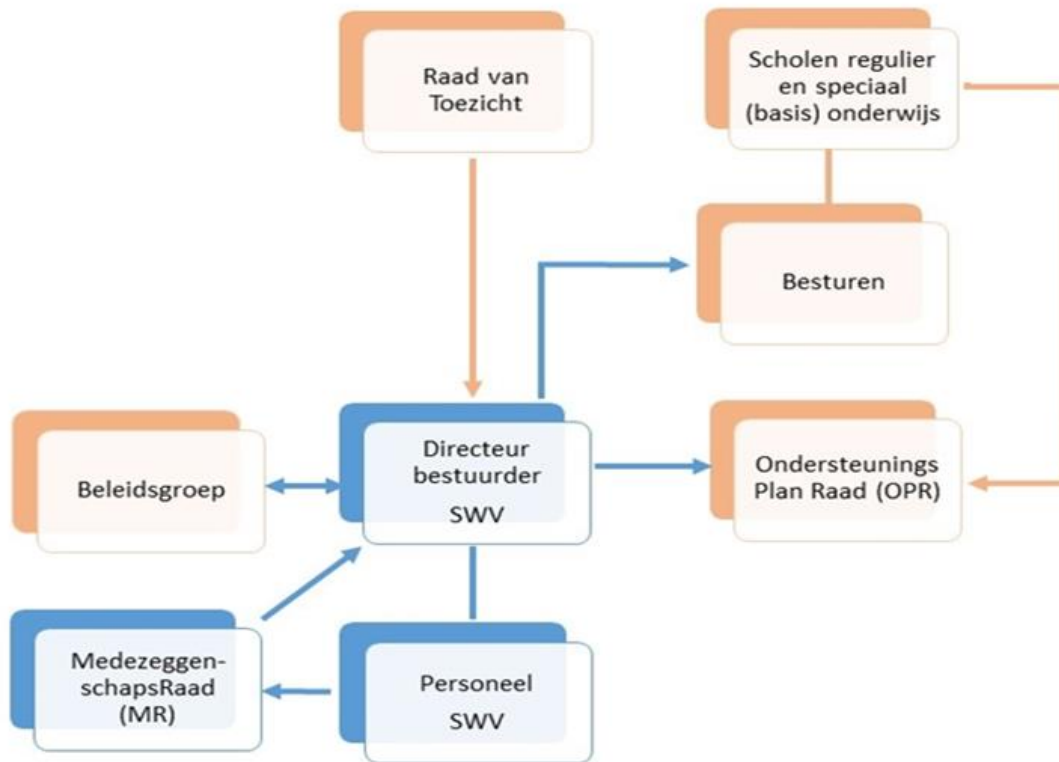 Raad van
Toezicht
Scholen regulier
en speciaal
(basis) onderwijs
Besturen
Beleidsgroep
Directeur
bestuurder
SWV
Ondersteunings
Plan Raad (OPR)
Medezeggen-
schapsRaad
(MR)
Personeel
SWV